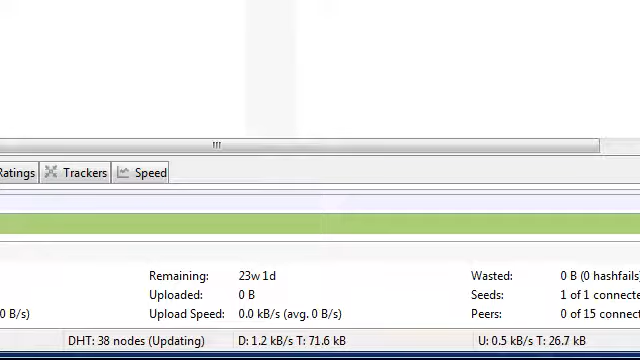 Ratings Trackers Speed
Remaining: 23w 1d Wasted: 0 B (0 hashfails
Uploaded: 0 B Seeds: 1 of 1 connecte
0 B/s) Upload Speed: 0.0 kB/s (avg. 0 B/s) Peers: 0 of 15 connect
DHT: 38 nodes (Updating) D: 1.2 kB/s T: 71.6 kB U: 0.5 kB/s T: 26.7 kB